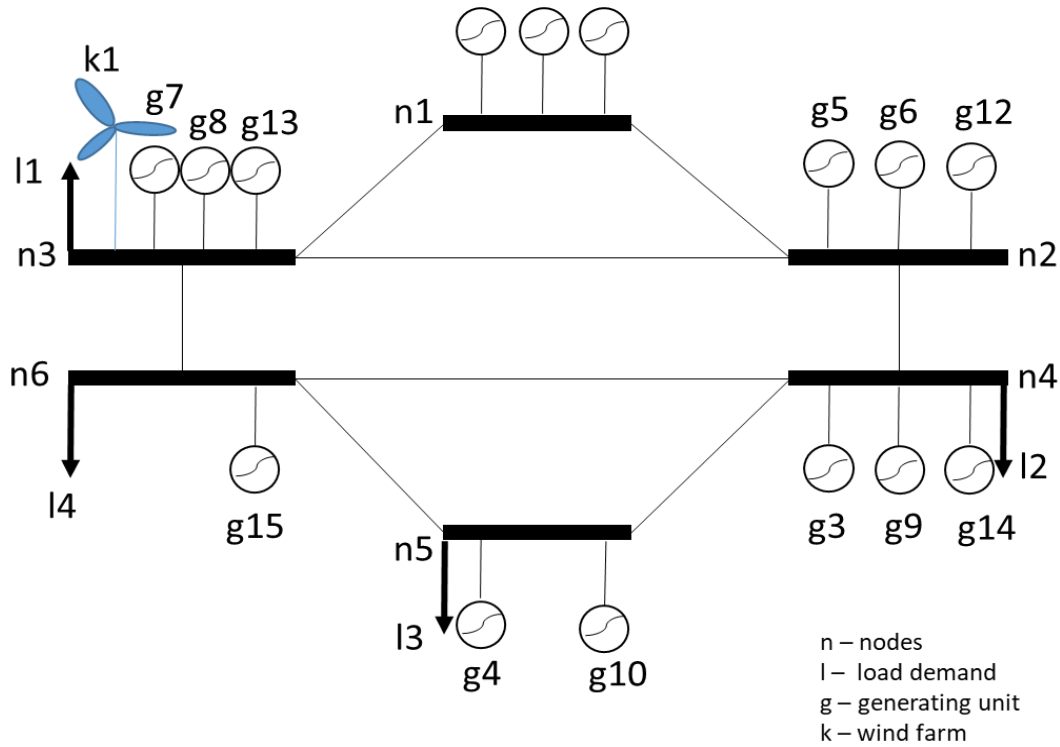 k1
g7
g8 g13
l1
n3
n1
g5 g6 g12
n2
n6
l4
g15
n4
l2
g3 g9 g14
n5
l3
g4 g10
n – nodes
l – load demand
g – generating unit
k – wind farm